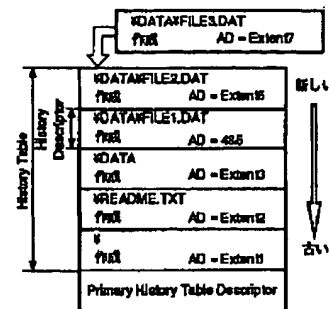 ¥DATA¥FILE3.DAT
作成 AD = Extent7
¥DATA¥FILE2.DAT
作成 AD = Extent6
¥DATA¥FILE1.DAT
作成 AD = 4&5
¥DATA
作成 AD = Extent3
¥README.TXT
作成 AD = Extent2
¥
作成 AD = Extent1
Primary History Table Descriptor
History Table
History
Descriptor
新しい
古い